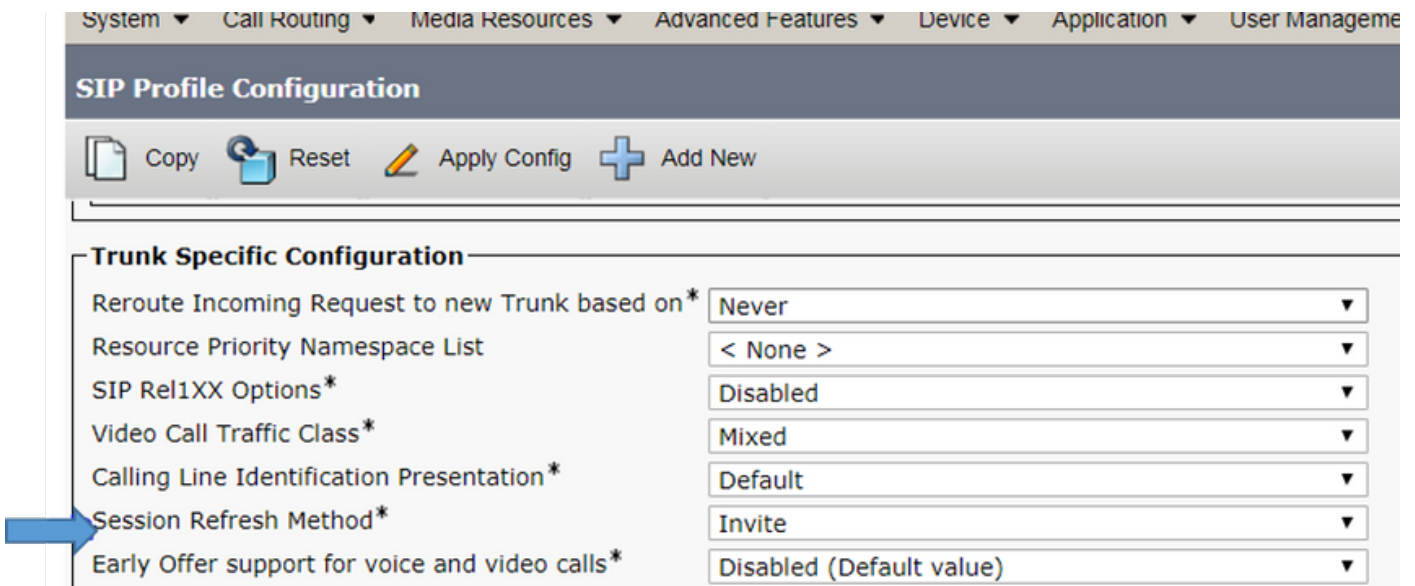 System ▼ Call Routing ▼ Media Resources ▼ Advanced Features ▼ Device ▼ Application ▼ User Manageme
SIP Profile Configuration
Copy Reset Apply Config Add New
Trunk Specific Configuration
Reroute Incoming Request to new Trunk based on* Never
Resource Priority Namespace List < None >
SIP Rel1XX Options* Disabled
Video Call Traffic Class* Mixed
Calling Line Identification Presentation* Default
Session Refresh Method* Invite
Early Offer support for voice and video calls* Disabled (Default value)